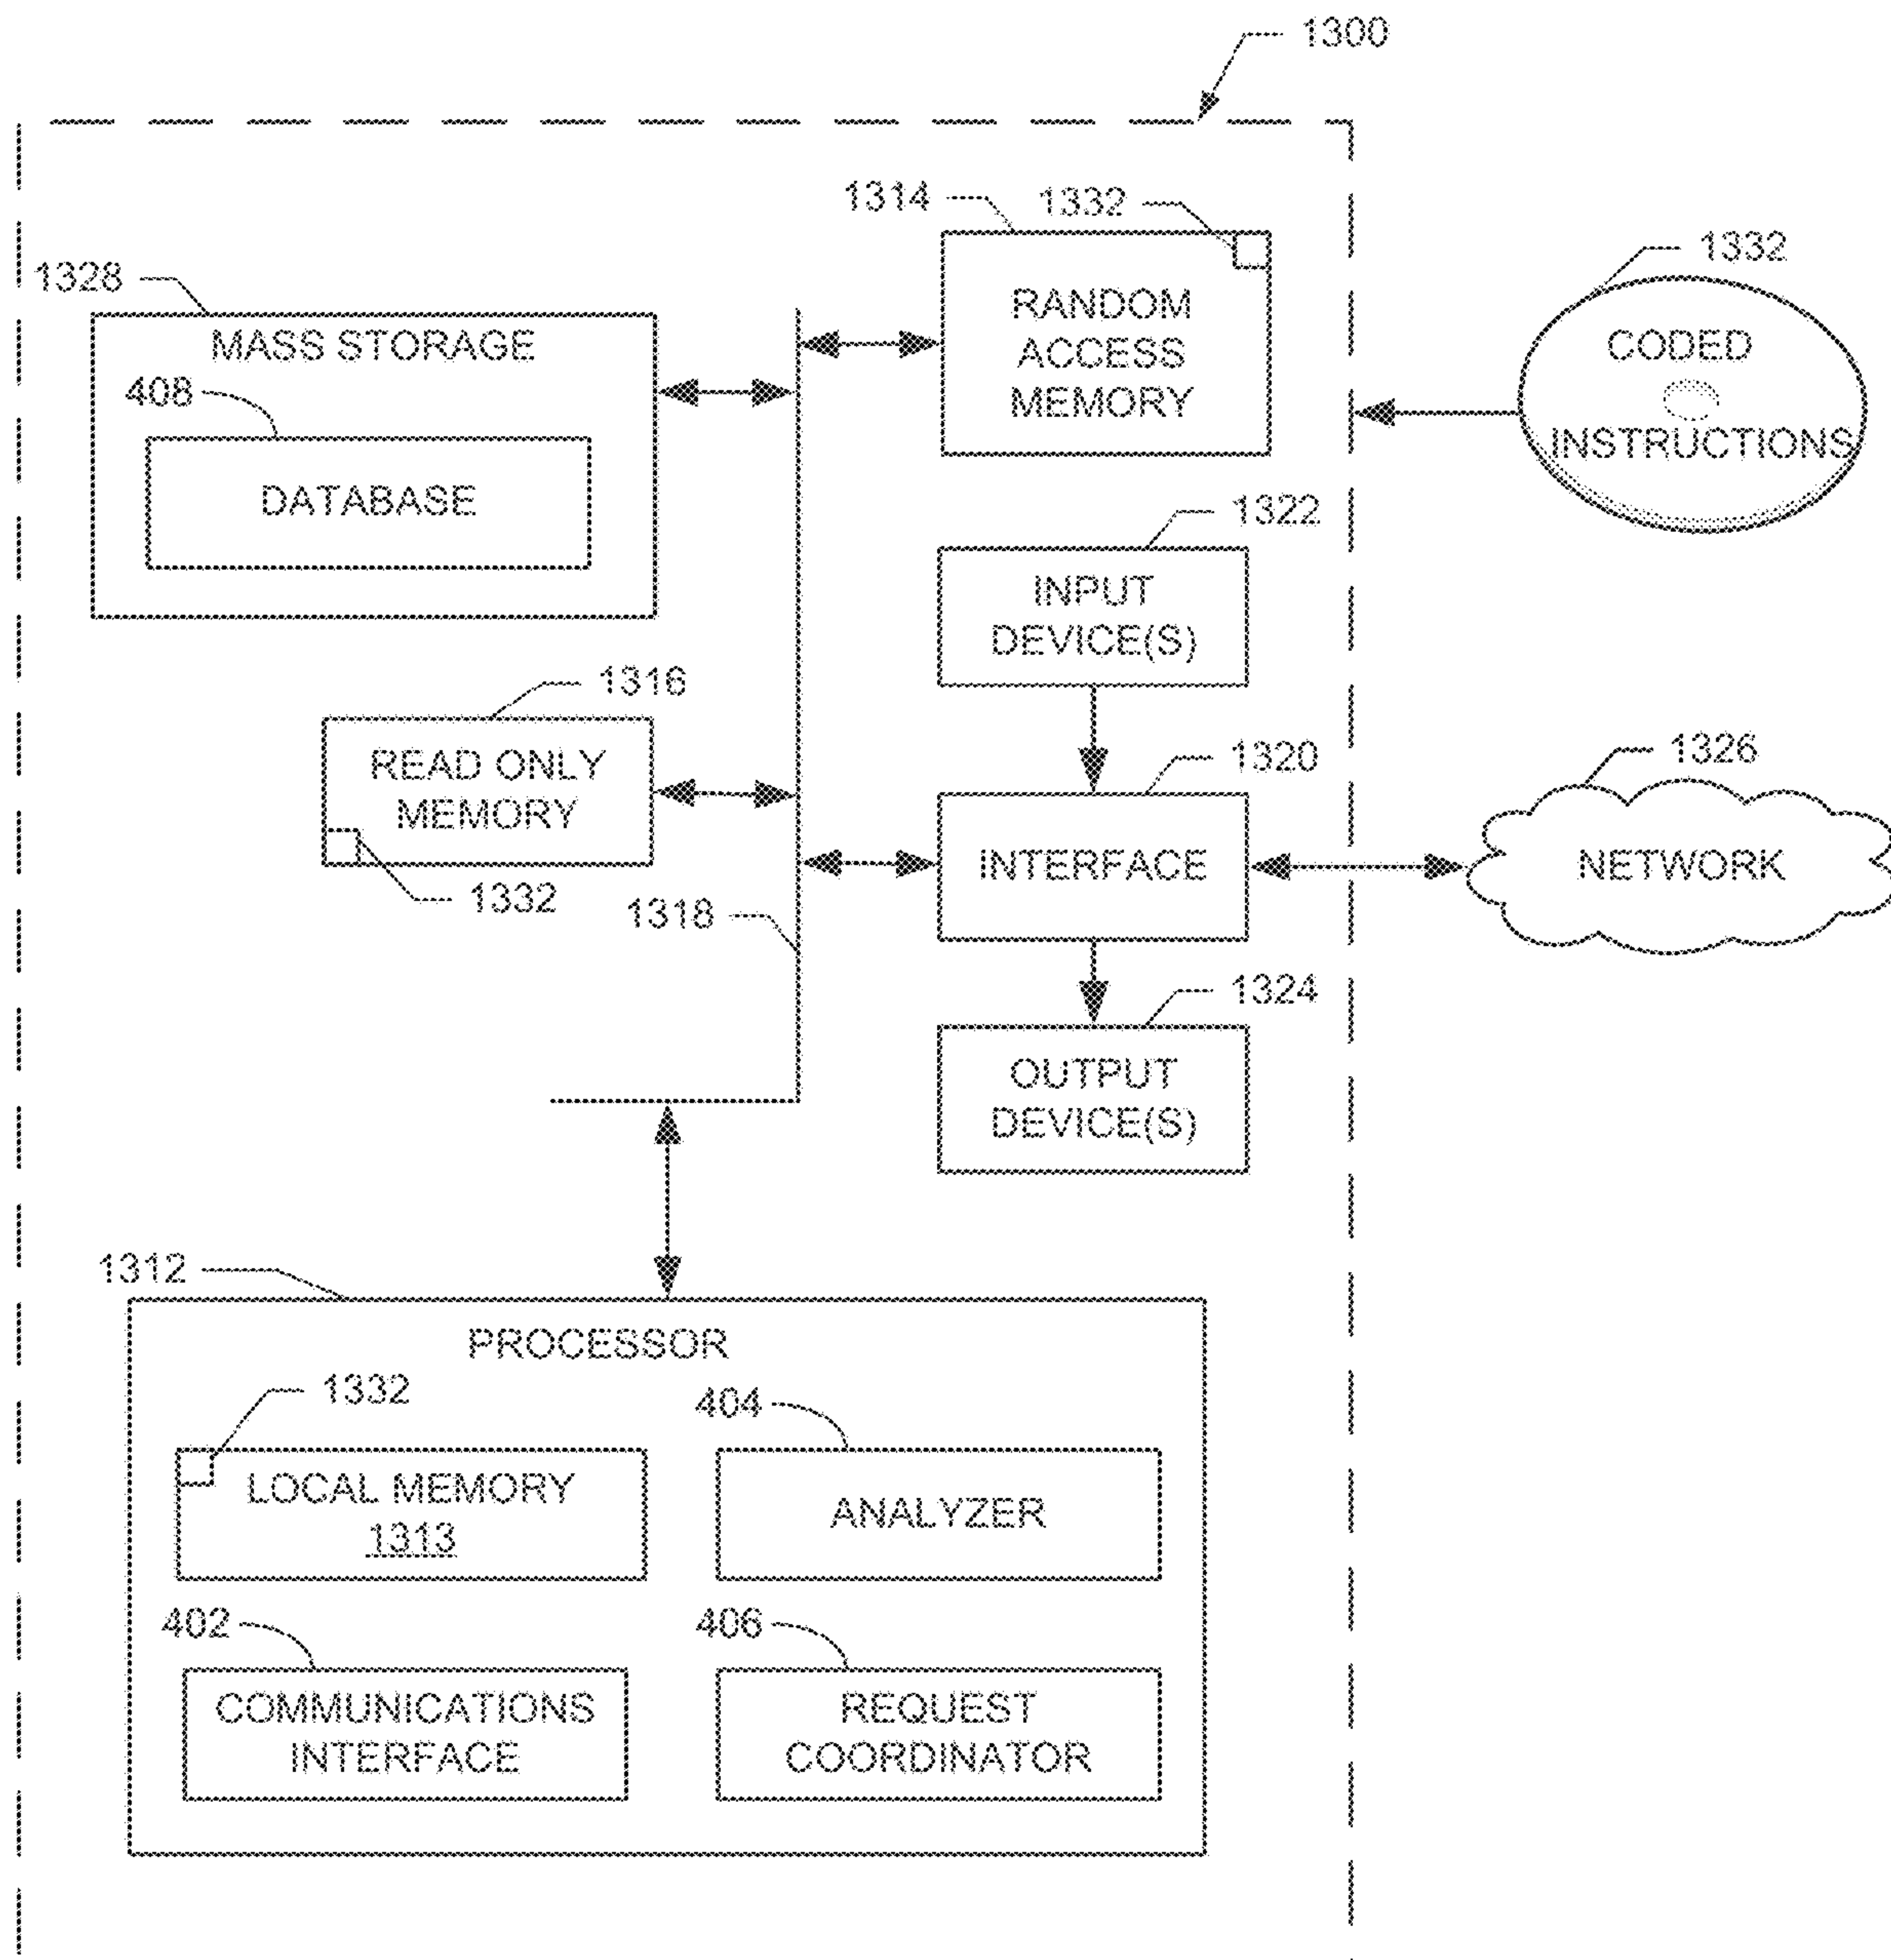 1300
1314
1332
1332
1328
MASS STORAGE
408
DATABASE
RANDOM
ACCESS
MEMORY
CODED
INSTRUCTIONS
1322
INPUT
DEVICE(S)
1316
READ ONLY
MEMORY
1332
1318
1320
INTERFACE
1326
NETWORK
1324
OUTPUT
DEVICE(S)
1312
PROCESSOR
1332
LOCAL MEMORY
1313
404
ANALYZER
402
COMMUNICATIONS
INTERFACE
406
REQUEST
COORDINATOR